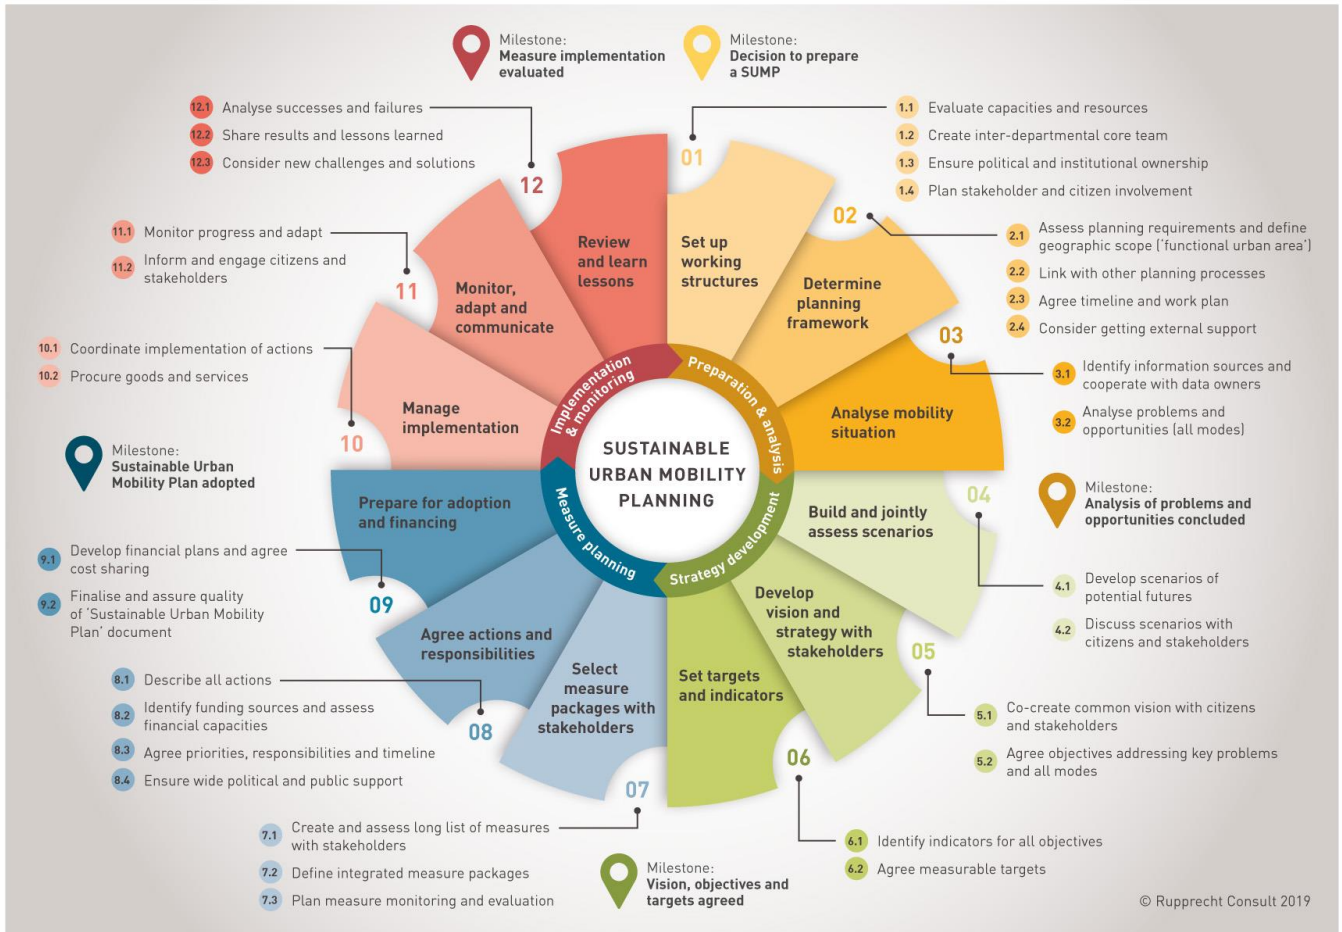 Milestone:
Measure implementation
evaluated
Milestone:
Decision to prepare
a SUMP
12.1 Analyse successes and failures
12.2 Share results and lessons learned
12.3 Consider new challenges and solutions
1.1 Evaluate capacities and resources
1.2 Create inter-departmental core team
1.3 Ensure political and institutional ownership
1.4 Plan stakeholder and citizen involvement
01
Set up
working
structures
02
Determine
planning
framework
2.1 Assess planning requirements and define
geographic scope ('functional urban area')
2.2 Link with other planning processes
2.3 Agree timeline and work plan
2.4 Consider getting external support
03
Analyse mobility
situation
3.1 Identify information sources and
cooperate with data owners
3.2 Analyse problems and
opportunities (all modes)
Milestone:
Analysis of problems and
opportunities concluded
04
Build and jointly
assess scenarios
4.1 Develop scenarios of
potential futures
4.2 Discuss scenarios with
citizens and stakeholders
05
Develop
vision and
strategy with
stakeholders
5.1 Co-create common vision with citizens
and stakeholders
5.2 Agree objectives addressing key problems
and all modes
06
Set targets
and indicators
6.1 Identify indicators for all objectives
6.2 Agree measurable targets
Milestone:
Vision, objectives and
targets agreed
07
Select
measure
packages with
stakeholders
7.1 Create and assess long list of measures
with stakeholders
7.2 Define integrated measure packages
7.3 Plan measure monitoring and evaluation
08
Agree actions and
responsibilities
8.1 Describe all actions
8.2 Identify funding sources and assess
financial capacities
8.3 Agree priorities, responsibilities and timeline
8.4 Ensure wide political and public support
09
Prepare for adoption
and financing
9.1 Develop financial plans and agree
cost sharing
9.2 Finalise and assure quality
of 'Sustainable Urban Mobility
Plan' document
Milestone:
Sustainable Urban
Mobility Plan adopted
10
Manage
implementation
10.1 Coordinate implementation of actions
10.2 Procure goods and services
11
Monitor,
adapt and
communicate
11.1 Monitor progress and adapt
11.2 Inform and engage citizens and
stakeholders
12
Review
and learn
lessons
Preparation & analysis
Strategy development
Measure planning
Implementation
& monitoring
SUSTAINABLE
URBAN MOBILITY
PLANNING
© Rupprecht Consult 2019